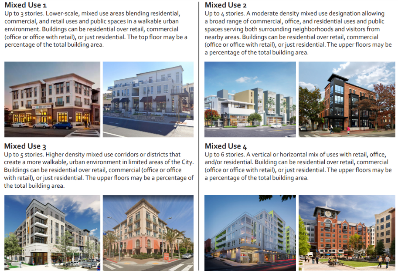 Mixed Use 1
Up to 3 stories. Lower-scale, mixed use areas blending residential,
commercial, and retail uses and public spaces in a walkable urban
environment. Buildings can be residential over retail, commercial
(office or office with retail), or just residential. The top floor may be a
percentage of the total building area.
Mixed Use 2
Up to 4 stories. A moderate density mixed use designation allowing
a broad range of commercial, office, and residential uses and public
spaces serving both surrounding neighborhoods and visitors from
nearby areas. Buildings can be residential over retail, commercial
(office or office with retail), or just residential. The upper floors may be
a percentage of the total building area.
Mixed Use 3
Up to 5 stories. Higher density mixed use corridors or districts that
create a more walkable, urban environment in limited areas of the City.
Buildings can be residential over retail, commercial (office or office
with retail), or just residential. The upper floors may be a percentage of
the total building area.
Mixed Use 4
Up to 6 stories. A vertical or horizontal mix of uses with retail, office,
and/or residential. Building can be residential over retail, commercial
(office or office with retail), or just residential. The upper floors may be
a percentage of the total building area.